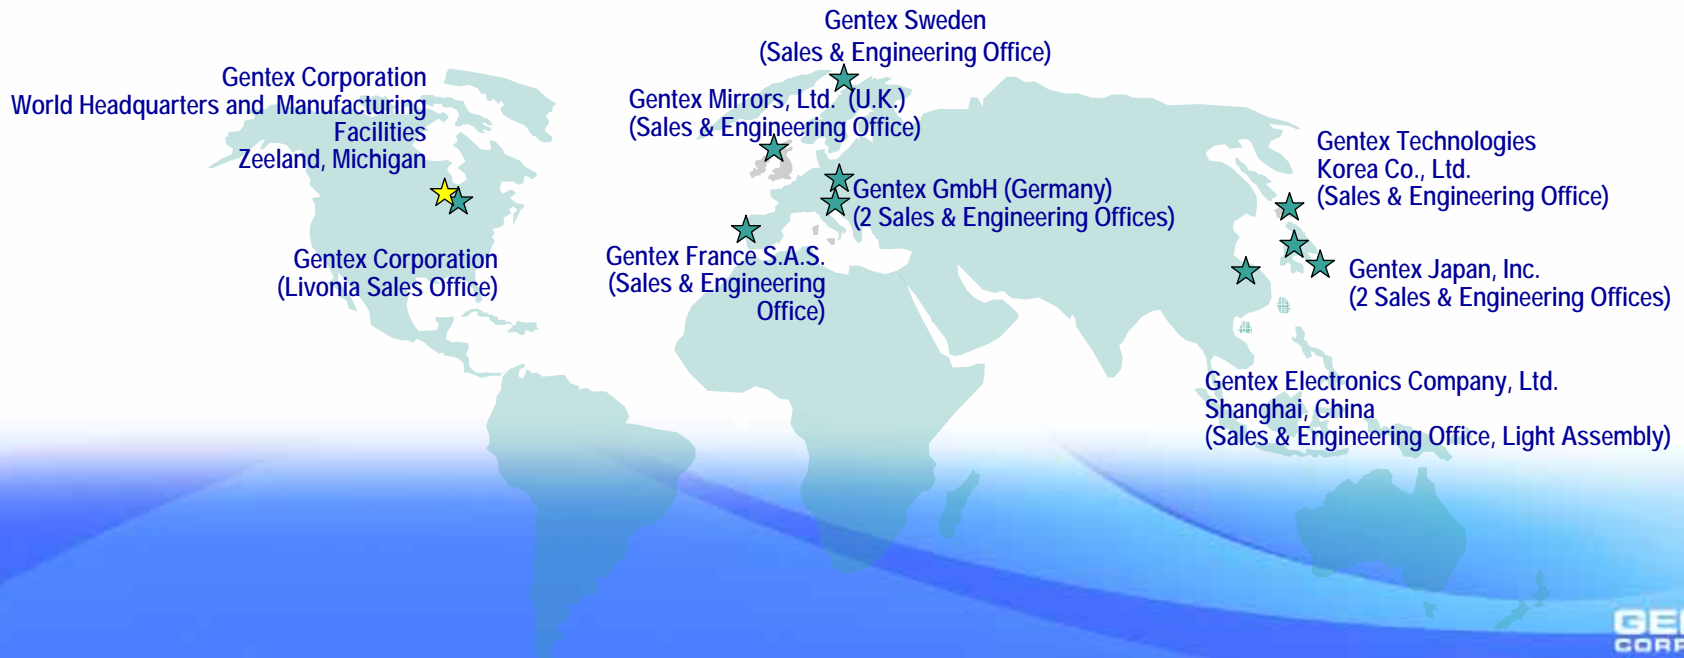 Gentex Sweden
(Sales & Engineering Office)
Gentex Corporation
World Headquarters and Manufacturing
Facilities
Zeeland, Michigan
Gentex Mirrors, Ltd. (U.K.)
(Sales & Engineering Office)
Gentex Technologies
Korea Co., Ltd.
(Sales & Engineering Office)
Gentex GmbH (Germany)
(2 Sales & Engineering Offices)
Gentex Corporation
(Livonia Sales Office)
Gentex France S.A.S.
(Sales & Engineering
Office)
Gentex Japan, Inc.
(2 Sales & Engineering Offices)
Gentex Electronics Company, Ltd.
Shanghai, China
(Sales & Engineering Office, Light Assembly)